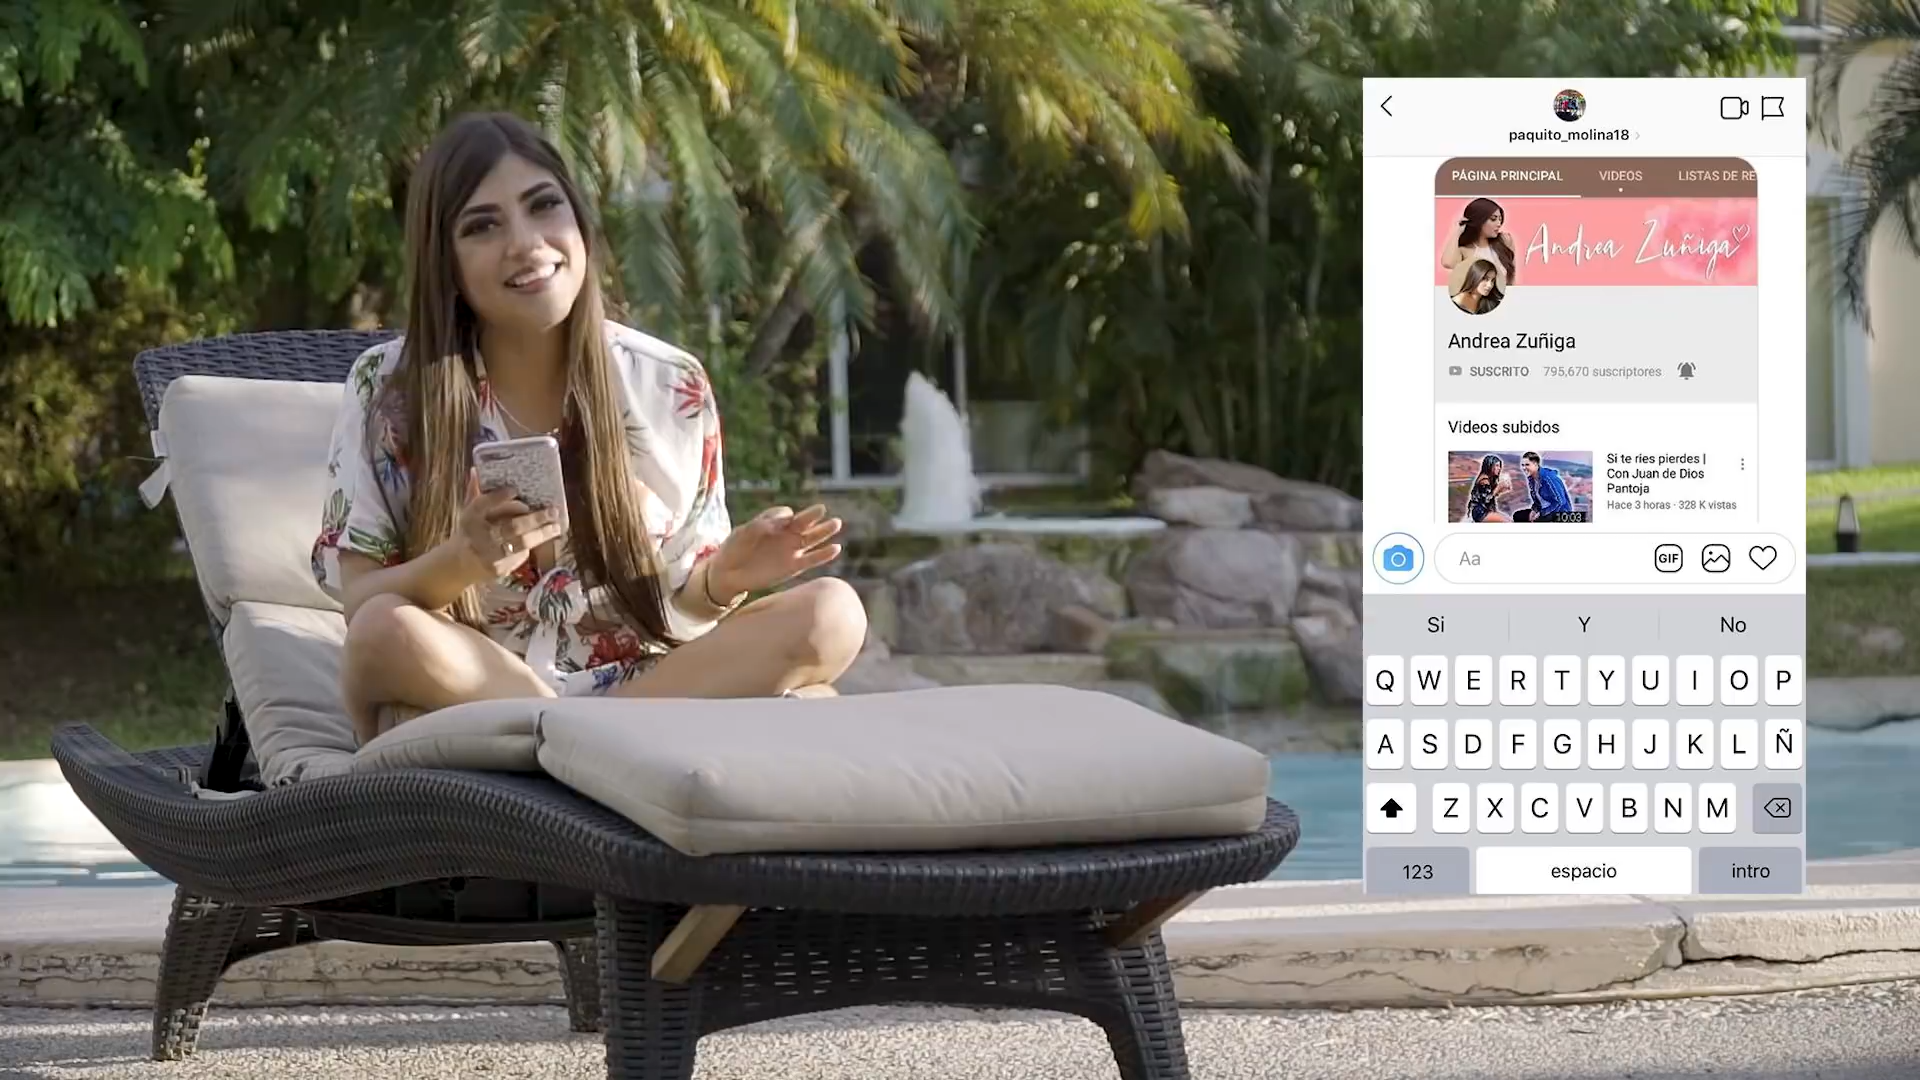 paquito_molina18
PÁGINA PRINCIPAL VIDEOS LISTAS DE RE
Andrea Zuñiga
Andrea Zuñiga
SUSCRITO 795,670 suscriptores
Videos subidos
Si te ries pierdes |
Con Juan de Dios
Pantoja
Hace 3 horas · 328 K vistas
10:03
Aa GIF
Si Y No
Q W E R T Y U I O P
A S D F G H J K L Ñ
Z X C V B N M
123 espacio intro